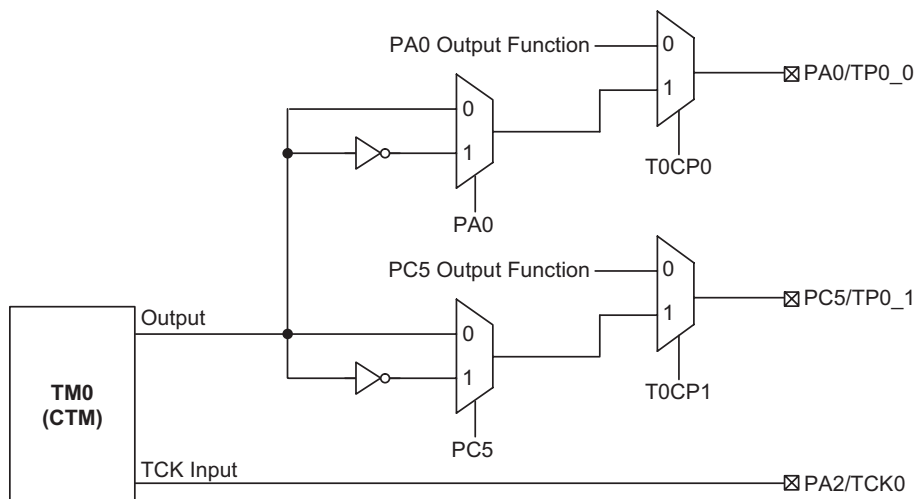 PA0 Output Function
0
1
PA0/TP0_0
T0CP0
0
1
PA0
PC5 Output Function
0
1
PC5/TP0_1
T0CP1
Output
0
1
PC5
TM0
(CTM)
TCK Input
PA2/TCK0